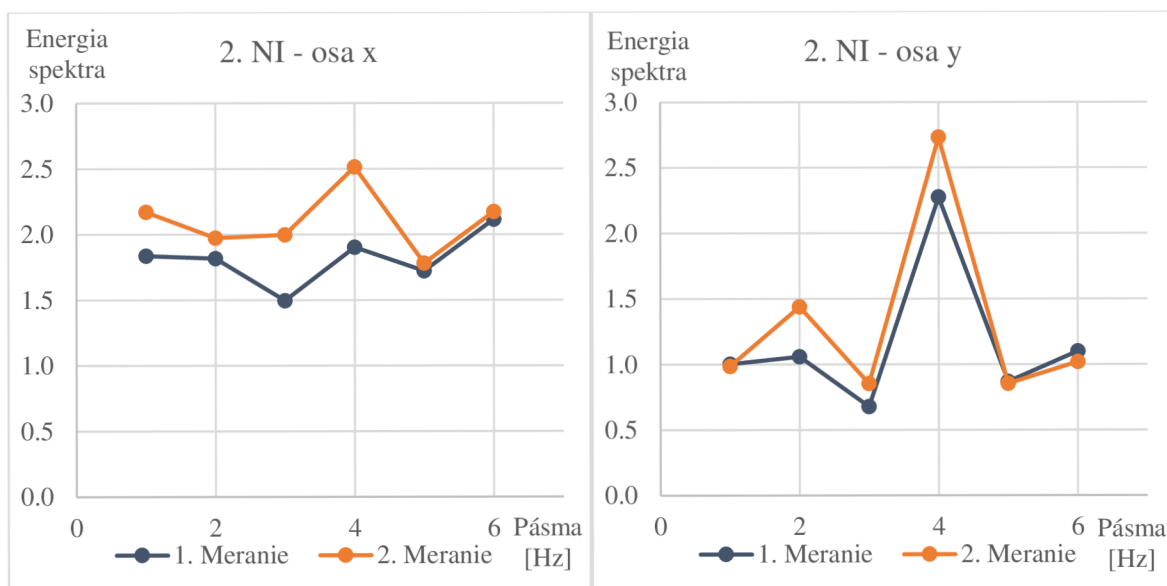 Energia
spektra
2. NI - osa x
3.0
2.5
2.0
1.5
1.0
0.5
0.0
0 2 4 6
Pásma
[Hz]
1. Meranie 2. Meranie
Energia
spektra
2. NI - osa y
3.0
2.5
2.0
1.5
1.0
0.5
0.0
0 2 4 6
Pásma
[Hz]
1. Meranie 2. Meranie